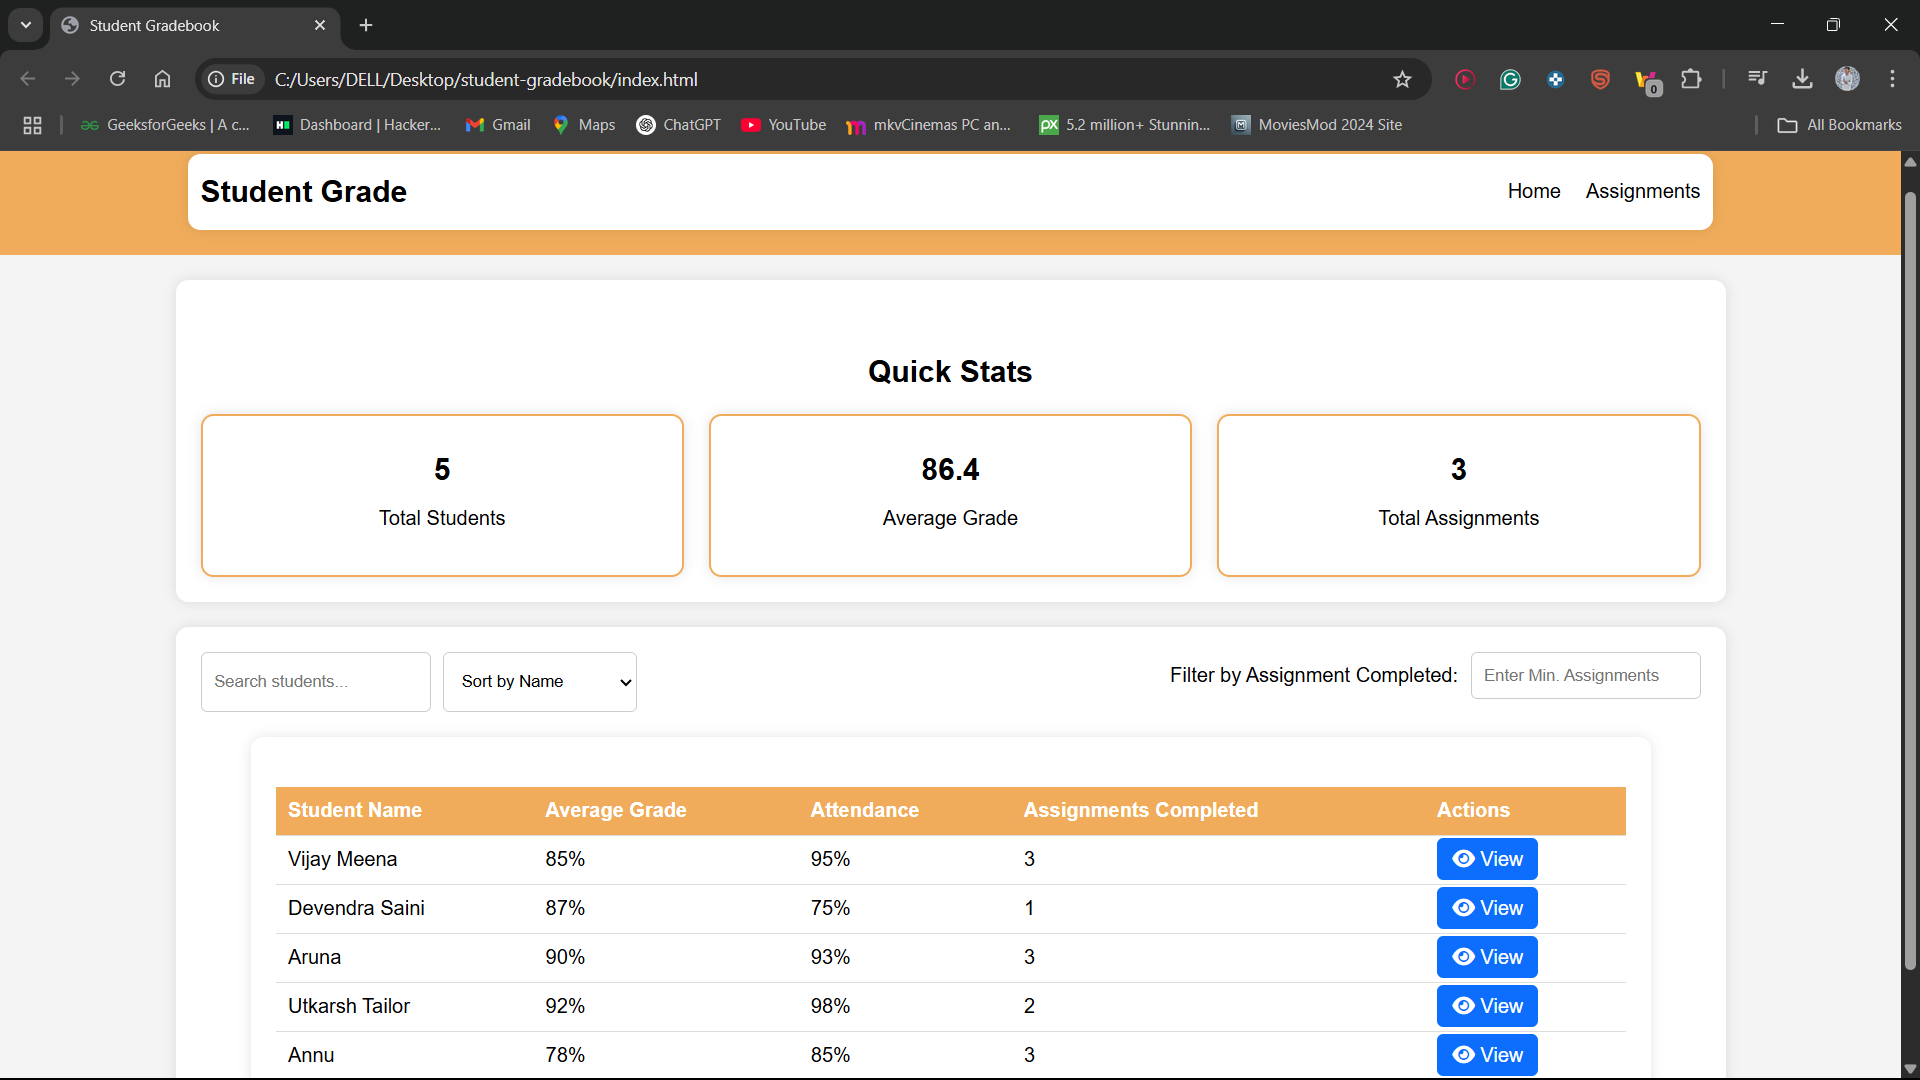 Student Gradebook
File C:/Users/DELL/Desktop/student-gradebook/index.html
0
GeeksforGeeks | A c... Dashboard | Hacker... Gmail Maps ChatGPT YouTube mkvCinemas PC an... 5.2 million+ Stunnin... MoviesMod 2024 Site All Bookmarks
Student Grade Home Assignments
Quick Stats
5 86.4 3
Total Students Average Grade Total Assignments
Search students... Sort by Name Filter by Assignment Completed: Enter Min. Assignments
Student Name Average Grade Attendance Assignments Completed Actions
Vijay Meena 85% 95% 3 View
Devendra Saini 87% 75% 1 View
Aruna 90% 93% 3 View
Utkarsh Tailor 92% 98% 2 View
Annu 78% 85% 3 View